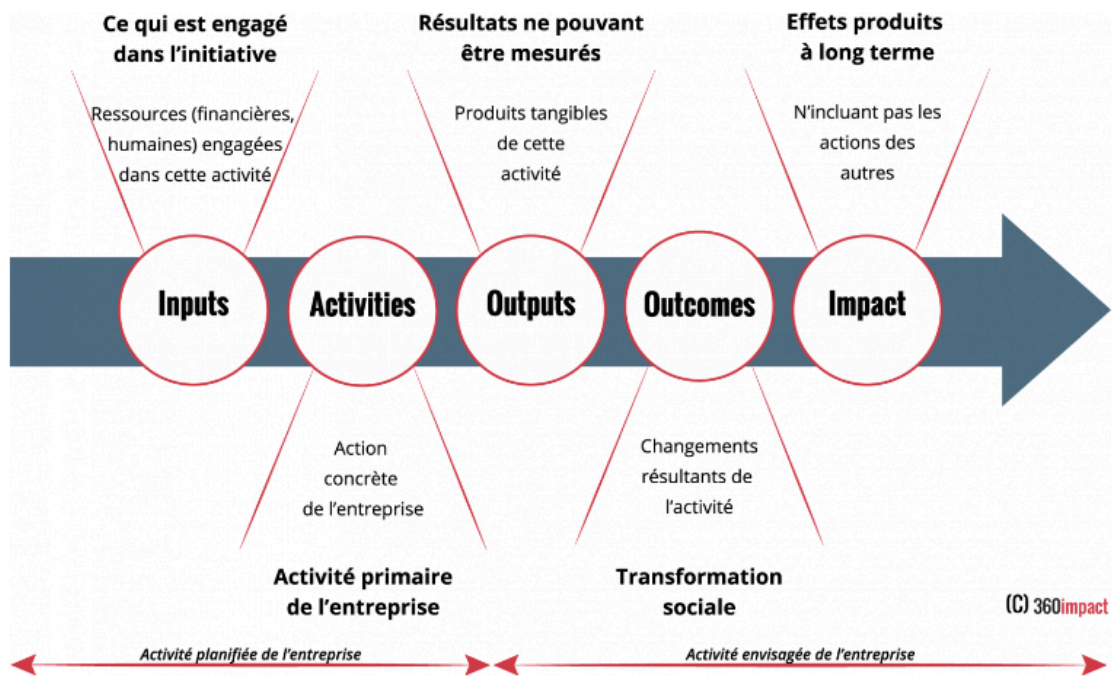 Ce qui est engagé
dans l'initiative
Résultats ne pouvant
être mesurés
Effets produits
à long terme
Ressources (financières,
humaines) engagées
dans cette activité
Produits tangibles
de cette
activité
N'incluant pas les
actions des
autres
Inputs
Activities
Outputs
Outcomes
Impact
Action
concrète
de l'entreprise
Changements
résultants de
l'activité
Activité primaire
de l'entreprise
Transformation
sociale
(C) 360impact
Activité planifiée de l'entreprise
Activité envisagée de l'entreprise